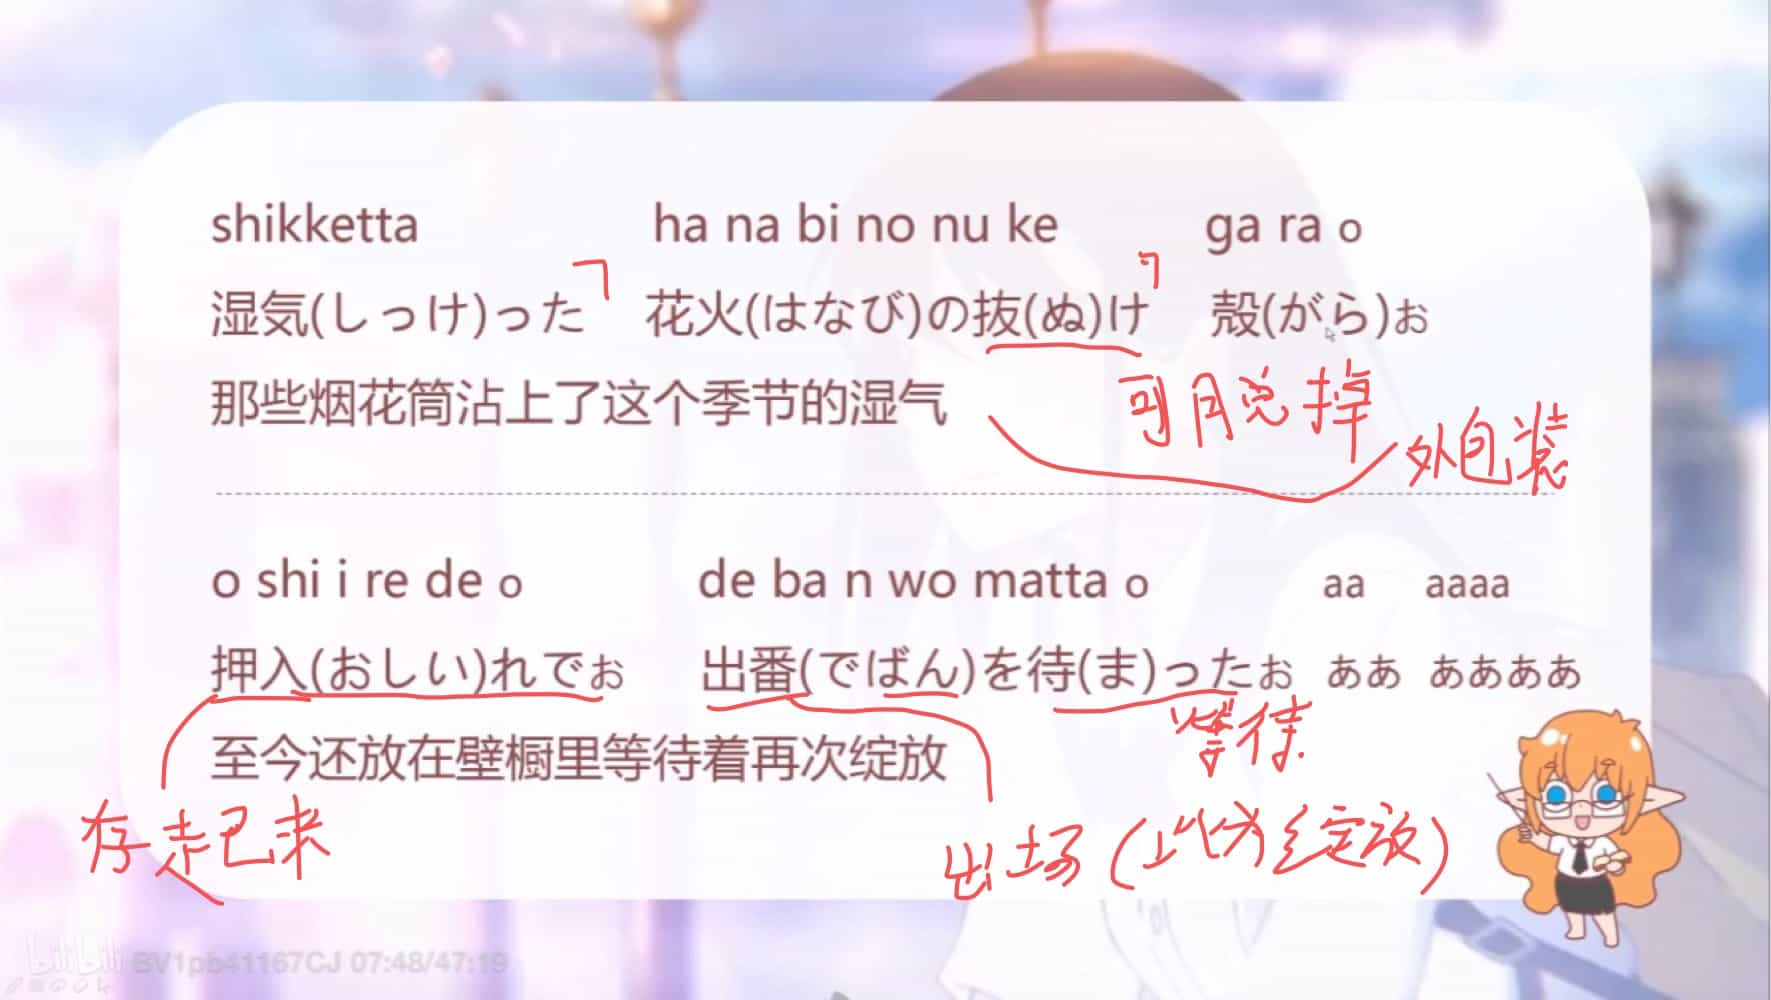 shikketta ha na bi no nu ke ga ra o
湿気(しっけ)った 花火(はなび)の抜(ぬ)け 殻(がら)ぉ
那些烟花筒沾上了这个季节的湿气
可脱掉
外包装
o shi i re de o de ba n wo matta o aa aaaa
押入(おしい)れでぉ 出番(でばん)を待(ま)ったぉ ああ ああああ
等待
至今还放在壁橱里等待着再次绽放
存起来
出场(此为绽放)
bilibili BV1pb41167CJ 07:48/47:19